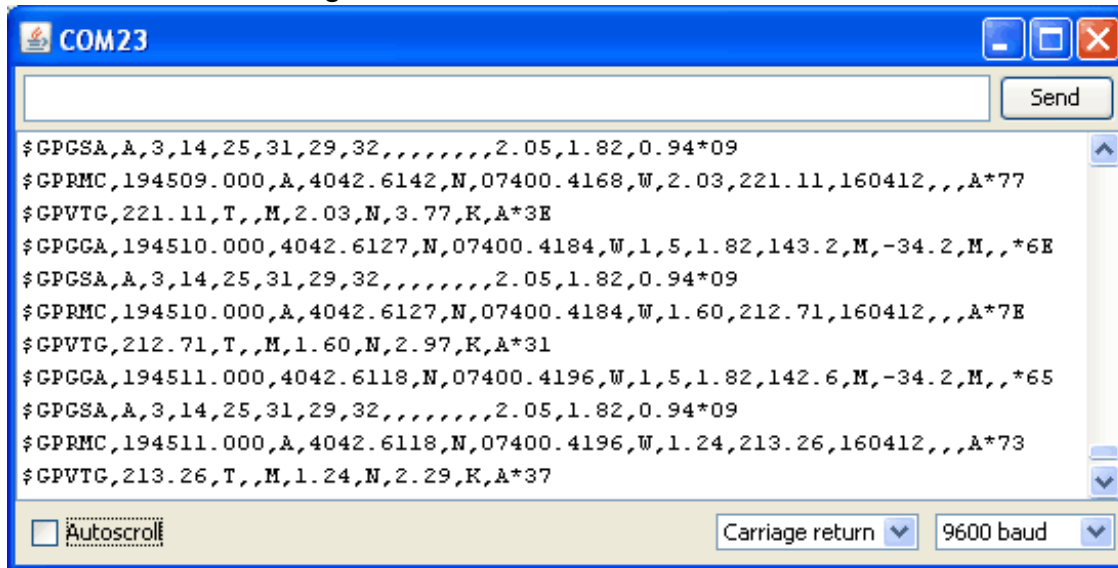 COM23
Send
$GPGSA,A,3,14,25,31,29,32,,,,,,,,2.05,1.82,0.94*09
$GPRMC,194509.000,A,4042.6142,N,07400.4168,W,2.03,221.11,160412,,,A*77
$GPVTG,221.11,T,,M,2.03,N,3.77,K,A*3E
$GPGGA,194510.000,4042.6127,N,07400.4184,W,1,5,1.82,143.2,M,-34.2,M,,*6E
$GPGSA,A,3,14,25,31,29,32,,,,,,,,2.05,1.82,0.94*09
$GPRMC,194510.000,A,4042.6127,N,07400.4184,W,1.60,212.71,160412,,,A*7E
$GPVTG,212.71,T,,M,1.60,N,2.97,K,A*31
$GPGGA,194511.000,4042.6118,N,07400.4196,W,1,5,1.82,142.6,M,-34.2,M,,*65
$GPGSA,A,3,14,25,31,29,32,,,,,,,,2.05,1.82,0.94*09
$GPRMC,194511.000,A,4042.6118,N,07400.4196,W,1.24,213.26,160412,,,A*73
$GPVTG,213.26,T,,M,1.24,N,2.29,K,A*37
Autoscroll
Carriage return
9600 baud